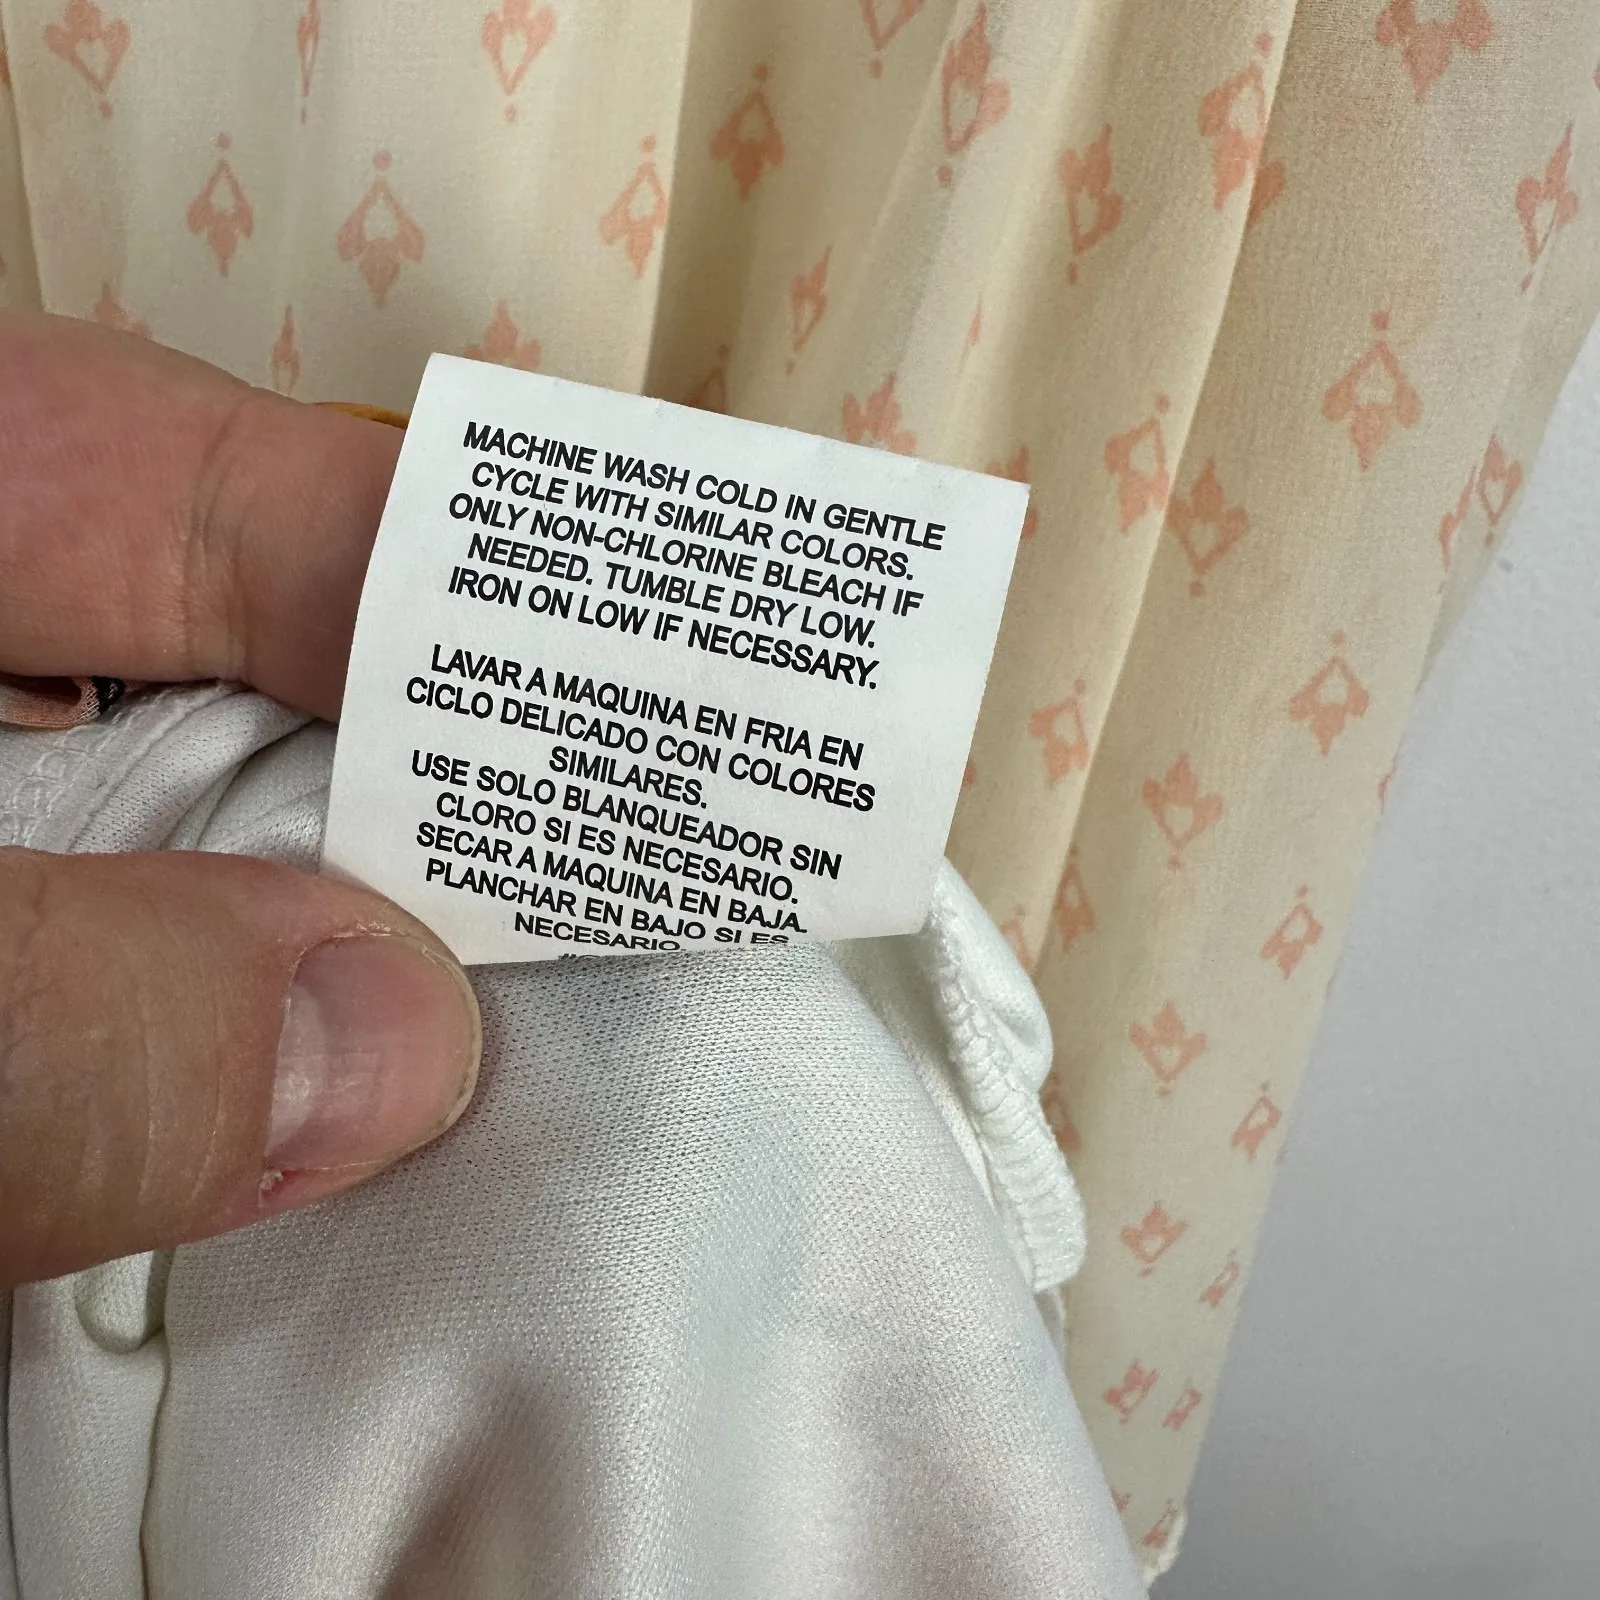 MACHINE WASH COLD IN GENTLE
CYCLE WITH SIMILAR COLORS.
ONLY NON-CHLORINE BLEACH IF
NEEDED. TUMBLE DRY LOW.
IRON ON LOW IF NECESSARY.
LAVAR A MAQUINA EN FRIA EN
CICLO DELICADO CON COLORES
SIMILARES.
USE SOLO BLANQUEADOR SIN
CLORO SI ES NECESARIO.
SECAR A MAQUINA EN BAJA.
PLANCHAR EN BAJO SI ES
NECESARIO.